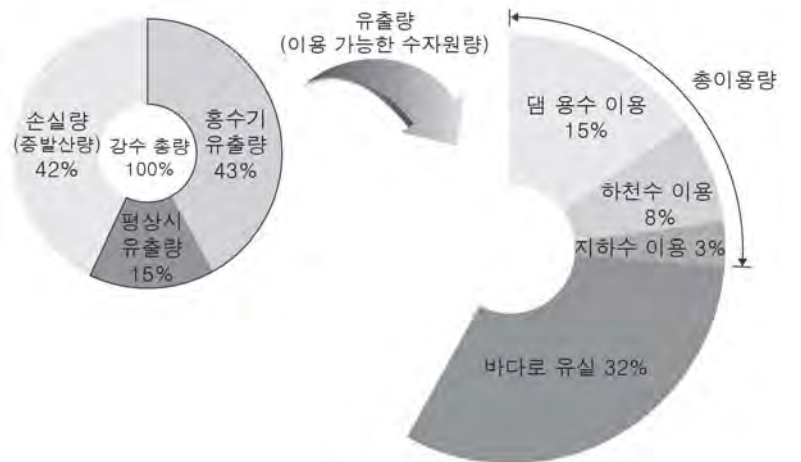 유출량
(이용 가능한 수자원량)
손실량
(증발산량)
42%
강수 총량
100%
홍수기
유출량
43%
평상시
유출량
15%
총이용량
댐 용수 이용
15%
하천수 이용
8%
지하수 이용 3%
바다로 유실 32%